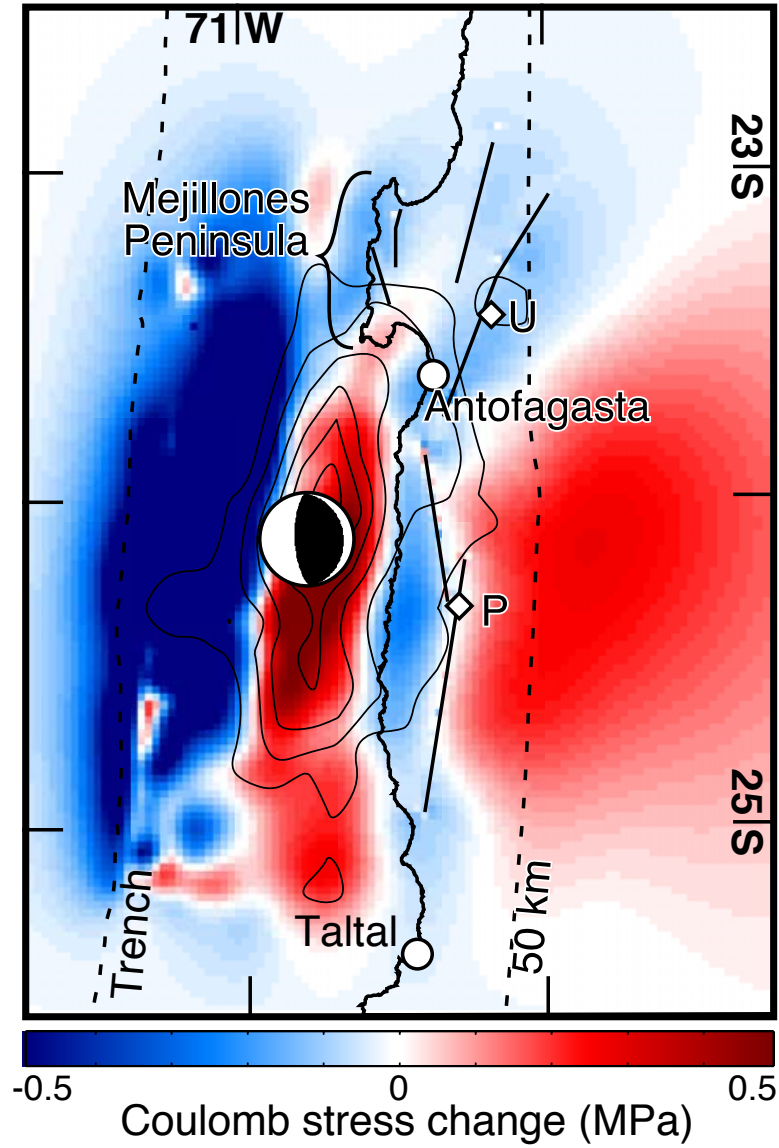 71 W
23 S
Mejillones
Peninsula
U
Antofagasta
P
25 S
Trench
Taltal
50 km
-0.5
0
0.5
Coulomb stress change (MPa)